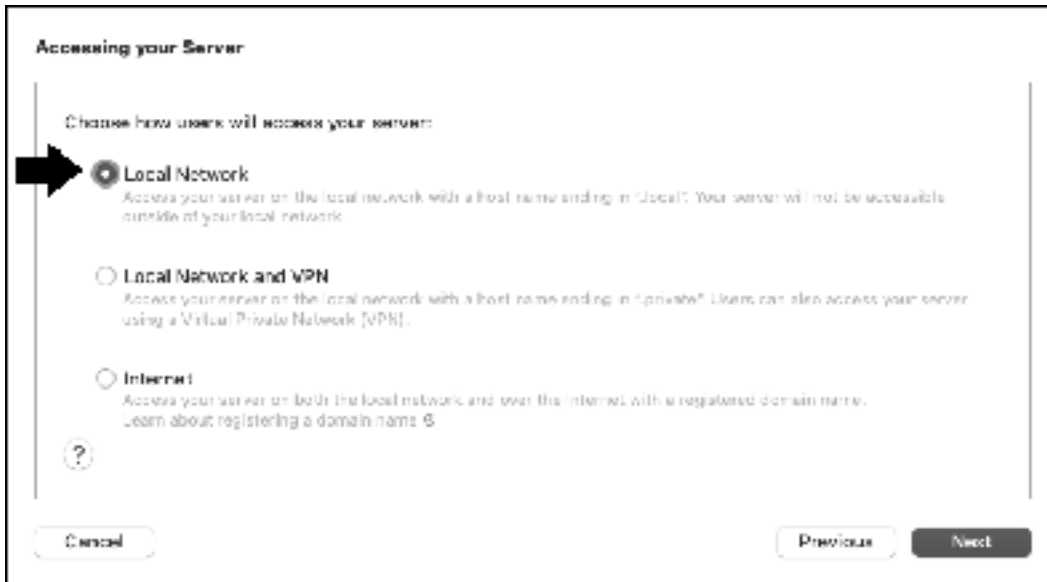 Accessing your Server
Choose how users will access your server:
Local Network
Access your server on the local network with a host name ending in ".local". Your server will not be accessible
outside of your local network.
Local Network and VPN
Access your server on the local network with a host name ending in ".private". Users can also access your server
using a Virtual Private Network (VPN).
Internet
Access your server on both the local network and over the Internet with a registered domain name.
Learn about registering a domain name
?
Cancel
Previous
Next